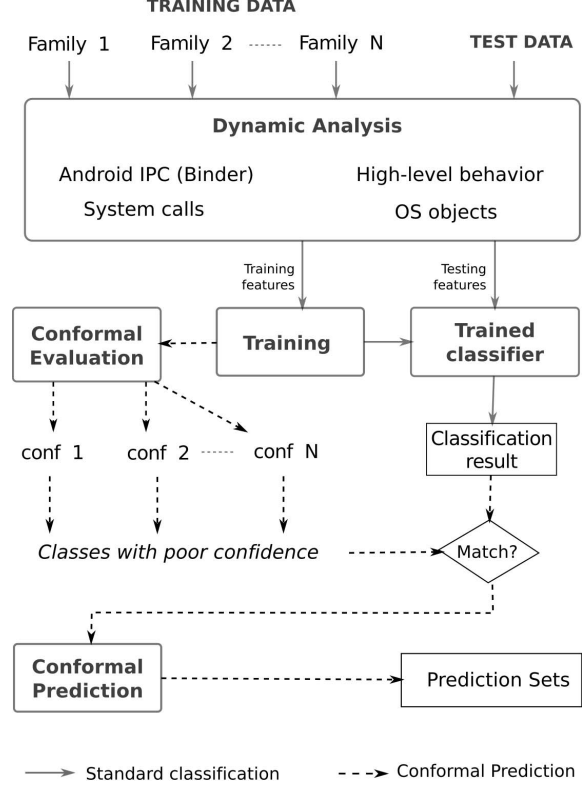 TRAINING DATA
Family 1
Family 2
Family N
TEST DATA
Dynamic Analysis
Android IPC (Binder)
High-level behavior
System calls
OS objects
Training
features
Testing
features
Conformal
Evaluation
Training
Trained
classifier
conf 1
conf 2
conf N
Classification
result
Classes with poor confidence
Match?
Conformal
Prediction
Prediction Sets
Standard classification
Conformal Prediction